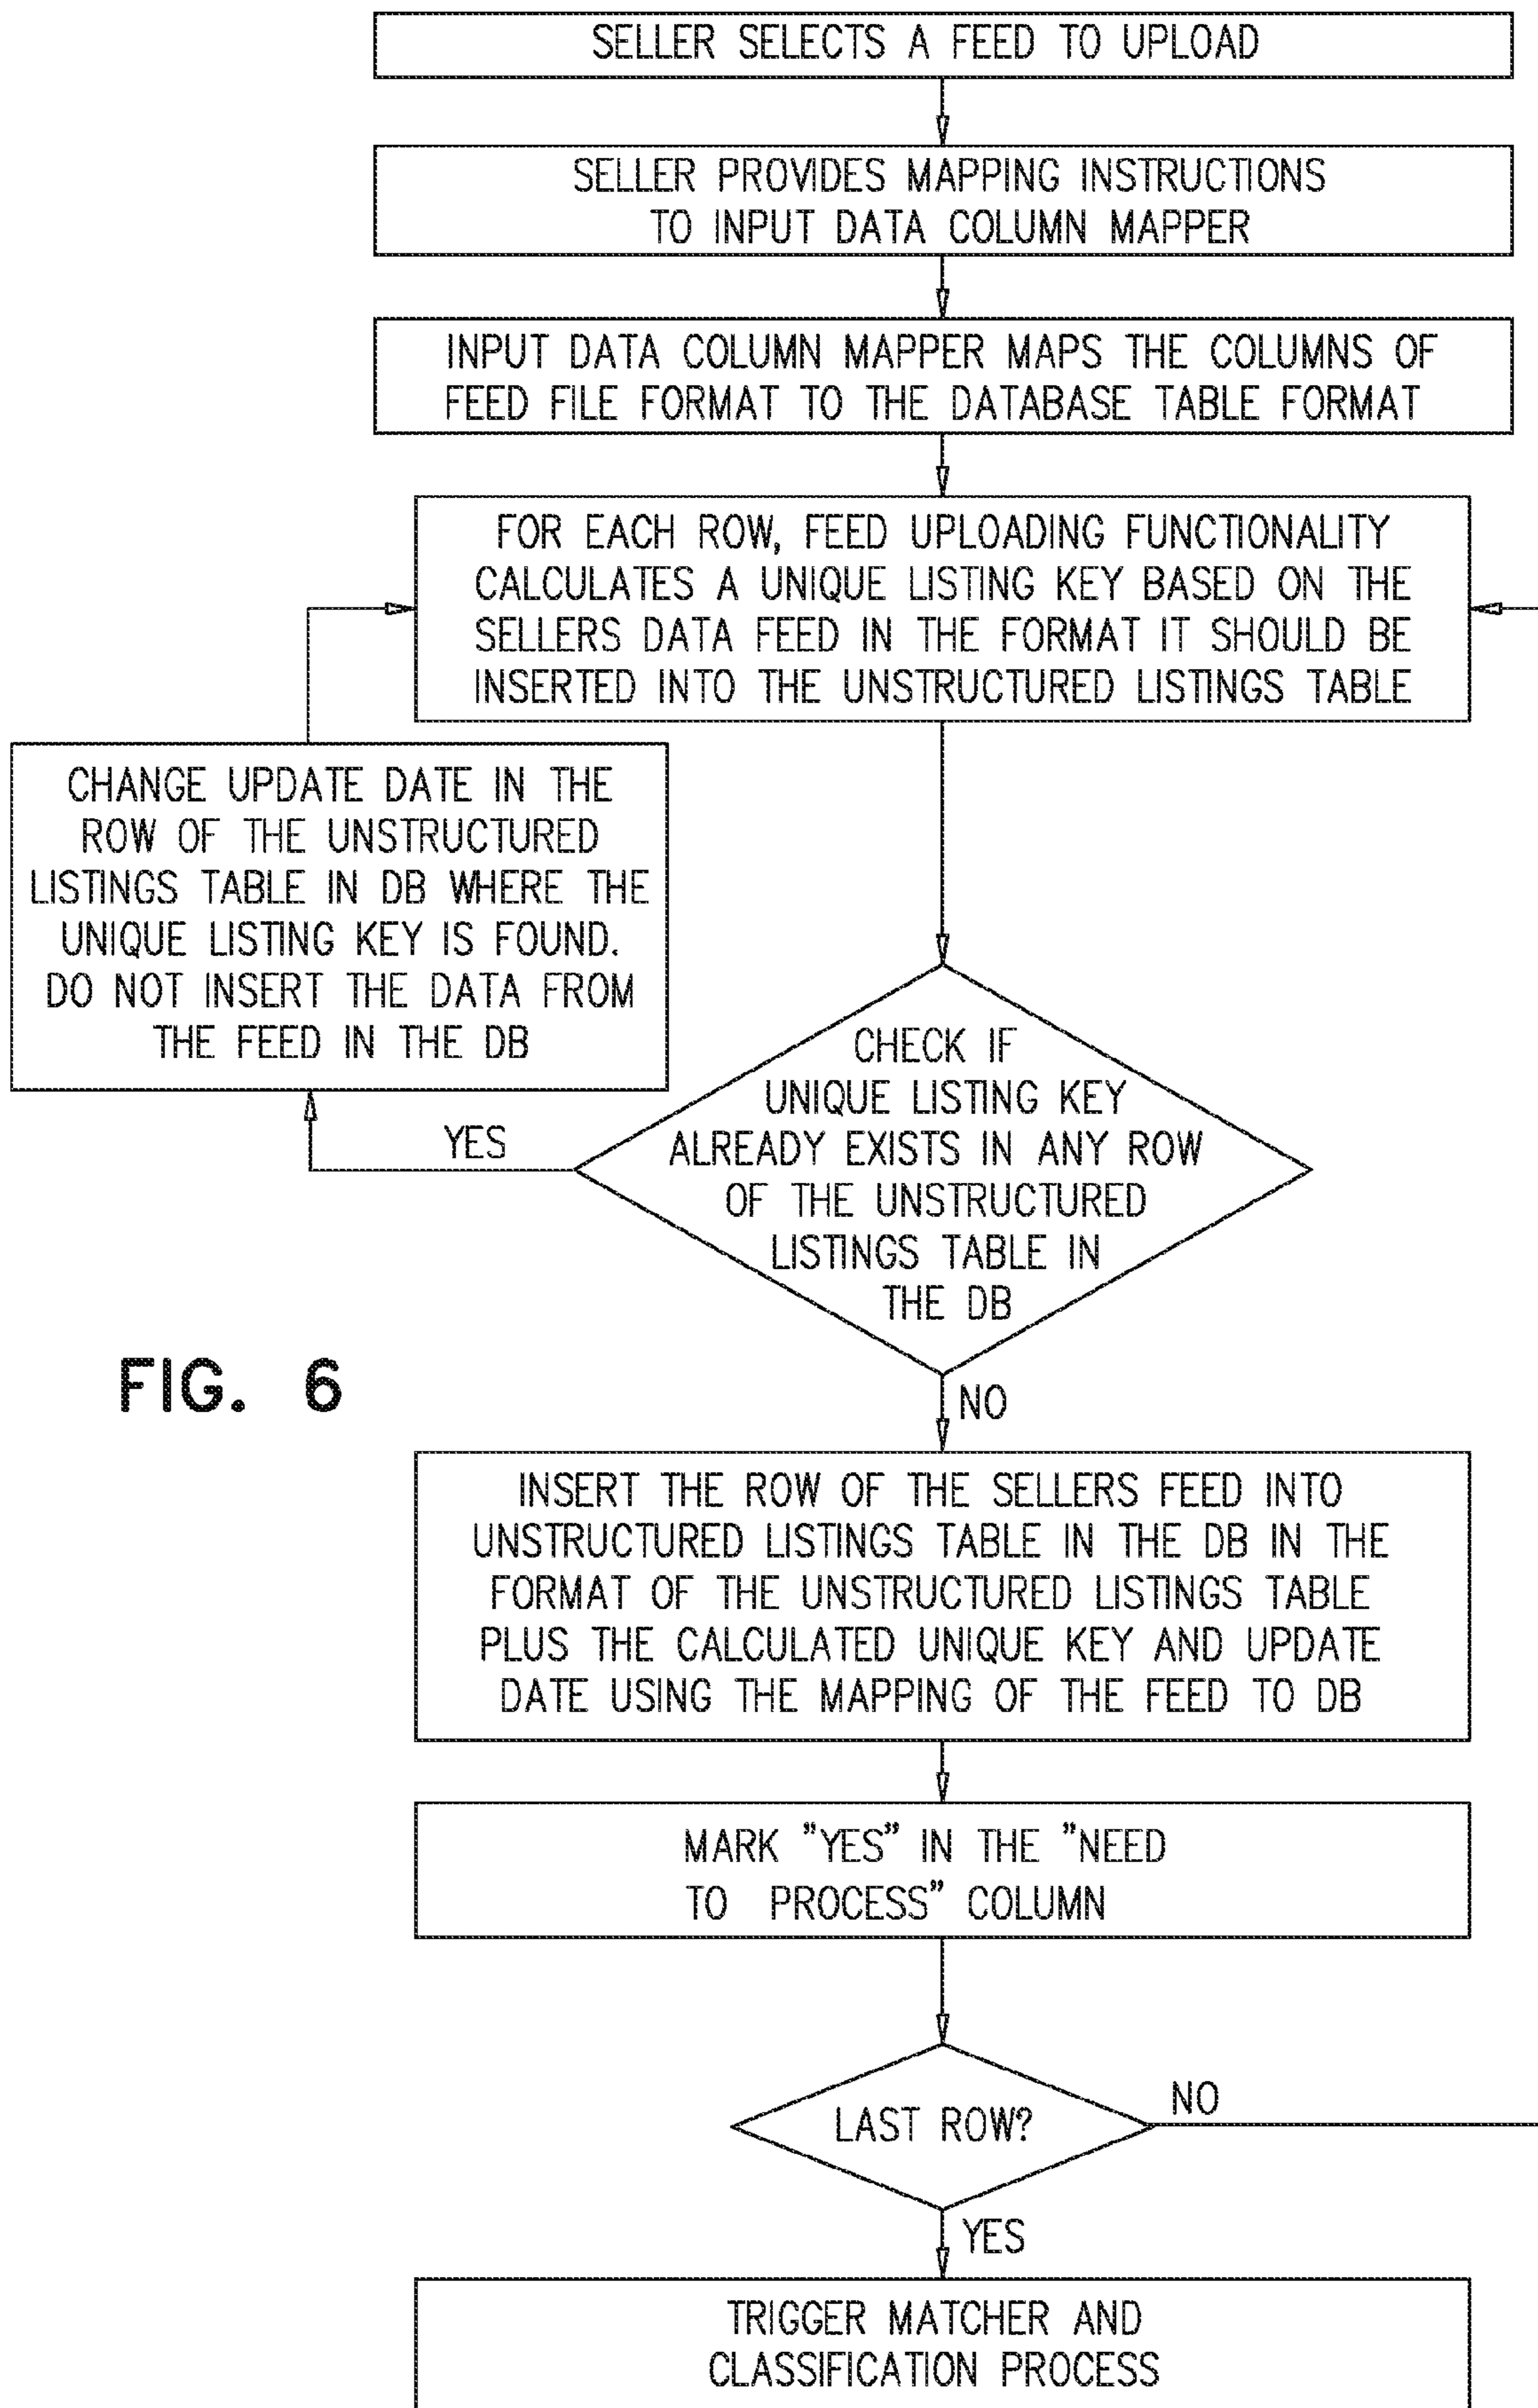 SELLER SELECTS A FEED TO UPLOAD
SELLER PROVIDES MAPPING INSTRUCTIONS
TO INPUT DATA COLUMN MAPPER
INPUT DATA COLUMN MAPPER MAPS THE COLUMNS OF
FEED FILE FORMAT TO THE DATABASE TABLE FORMAT
FOR EACH ROW, FEED UPLOADING FUNCTIONALITY
CALCULATES A UNIQUE LISTING KEY BASED ON THE
SELLERS DATA FEED IN THE FORMAT IT SHOULD BE
INSERTED INTO THE UNSTRUCTURED LISTINGS TABLE
CHANGE UPDATE DATE IN THE
ROW OF THE UNSTRUCTURED
LISTINGS TABLE IN DB WHERE THE
UNIQUE LISTING KEY IS FOUND.
DO NOT INSERT THE DATA FROM
THE FEED IN THE DB
CHECK IF
UNIQUE LISTING KEY
ALREADY EXISTS IN ANY ROW
OF THE UNSTRUCTURED
LISTINGS TABLE IN
THE DB
YES
NO
FIG. 6
INSERT THE ROW OF THE SELLERS FEED INTO
UNSTRUCTURED LISTINGS TABLE IN THE DB IN THE
FORMAT OF THE UNSTRUCTURED LISTINGS TABLE
PLUS THE CALCULATED UNIQUE KEY AND UPDATE
DATE USING THE MAPPING OF THE FEED TO DB
MARK "YES" IN THE "NEED
TO PROCESS" COLUMN
LAST ROW?
NO
YES
TRIGGER MATCHER AND
CLASSIFICATION PROCESS